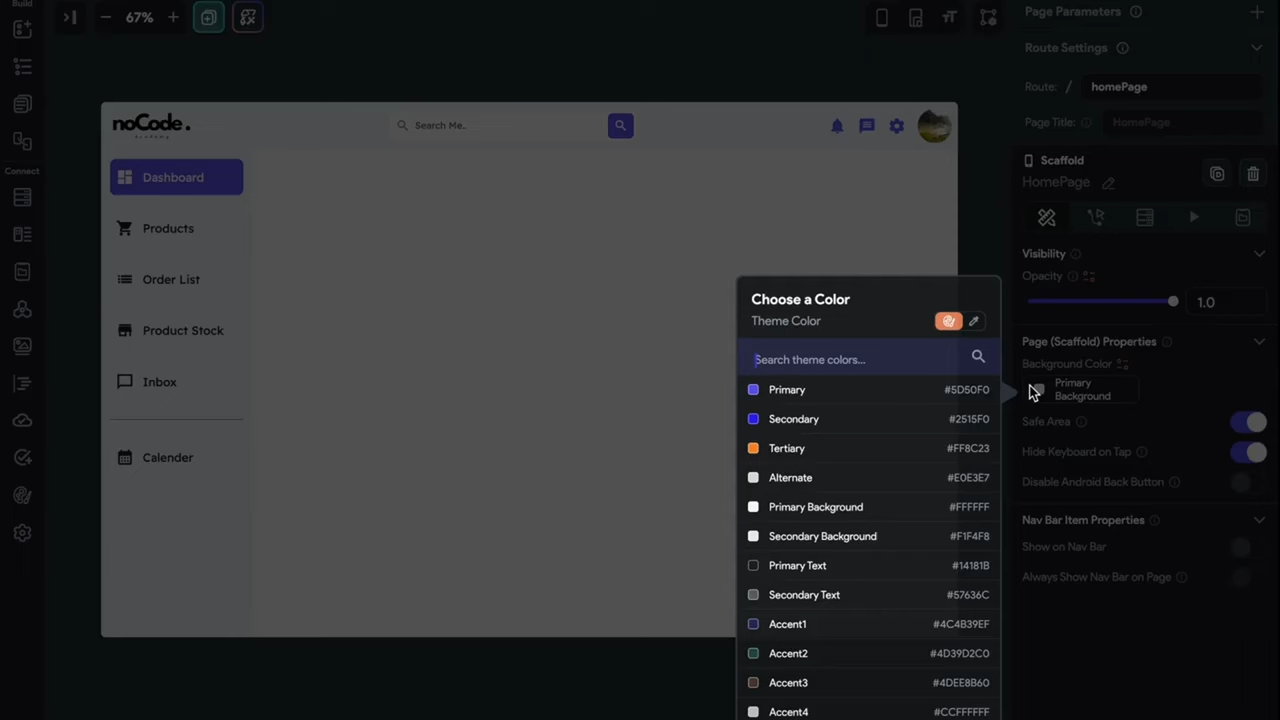 Build
67%
Page Parameters
Route Settings
Route: / homePage
Page Title: HomePage
noCode.
academy
Search Me..
Scaffold
HomePage
Connect
Dashboard
Products
Order List
Product Stock
Inbox
Calender
Visibility
Opacity
1.0
Choose a Color
Theme Color
Search theme colors...
Primary #5D50F0
Secondary #2515F0
Tertiary #FF8C23
Alternate #E0E3E7
Primary Background #FFFFFF
Secondary Background #F1F4F8
Primary Text #14181B
Secondary Text #57636C
Accent1 #4C4B39EF
Accent2 #4D39D2C0
Accent3 #4DEE8B60
Accent4 #CCFFFFFF
Page (Scaffold) Properties
Background Color
Primary
Background
Safe Area
Hide Keyboard on Tap
Disable Android Back Button
Nav Bar Item Properties
Show on Nav Bar
Always Show Nav Bar on Page